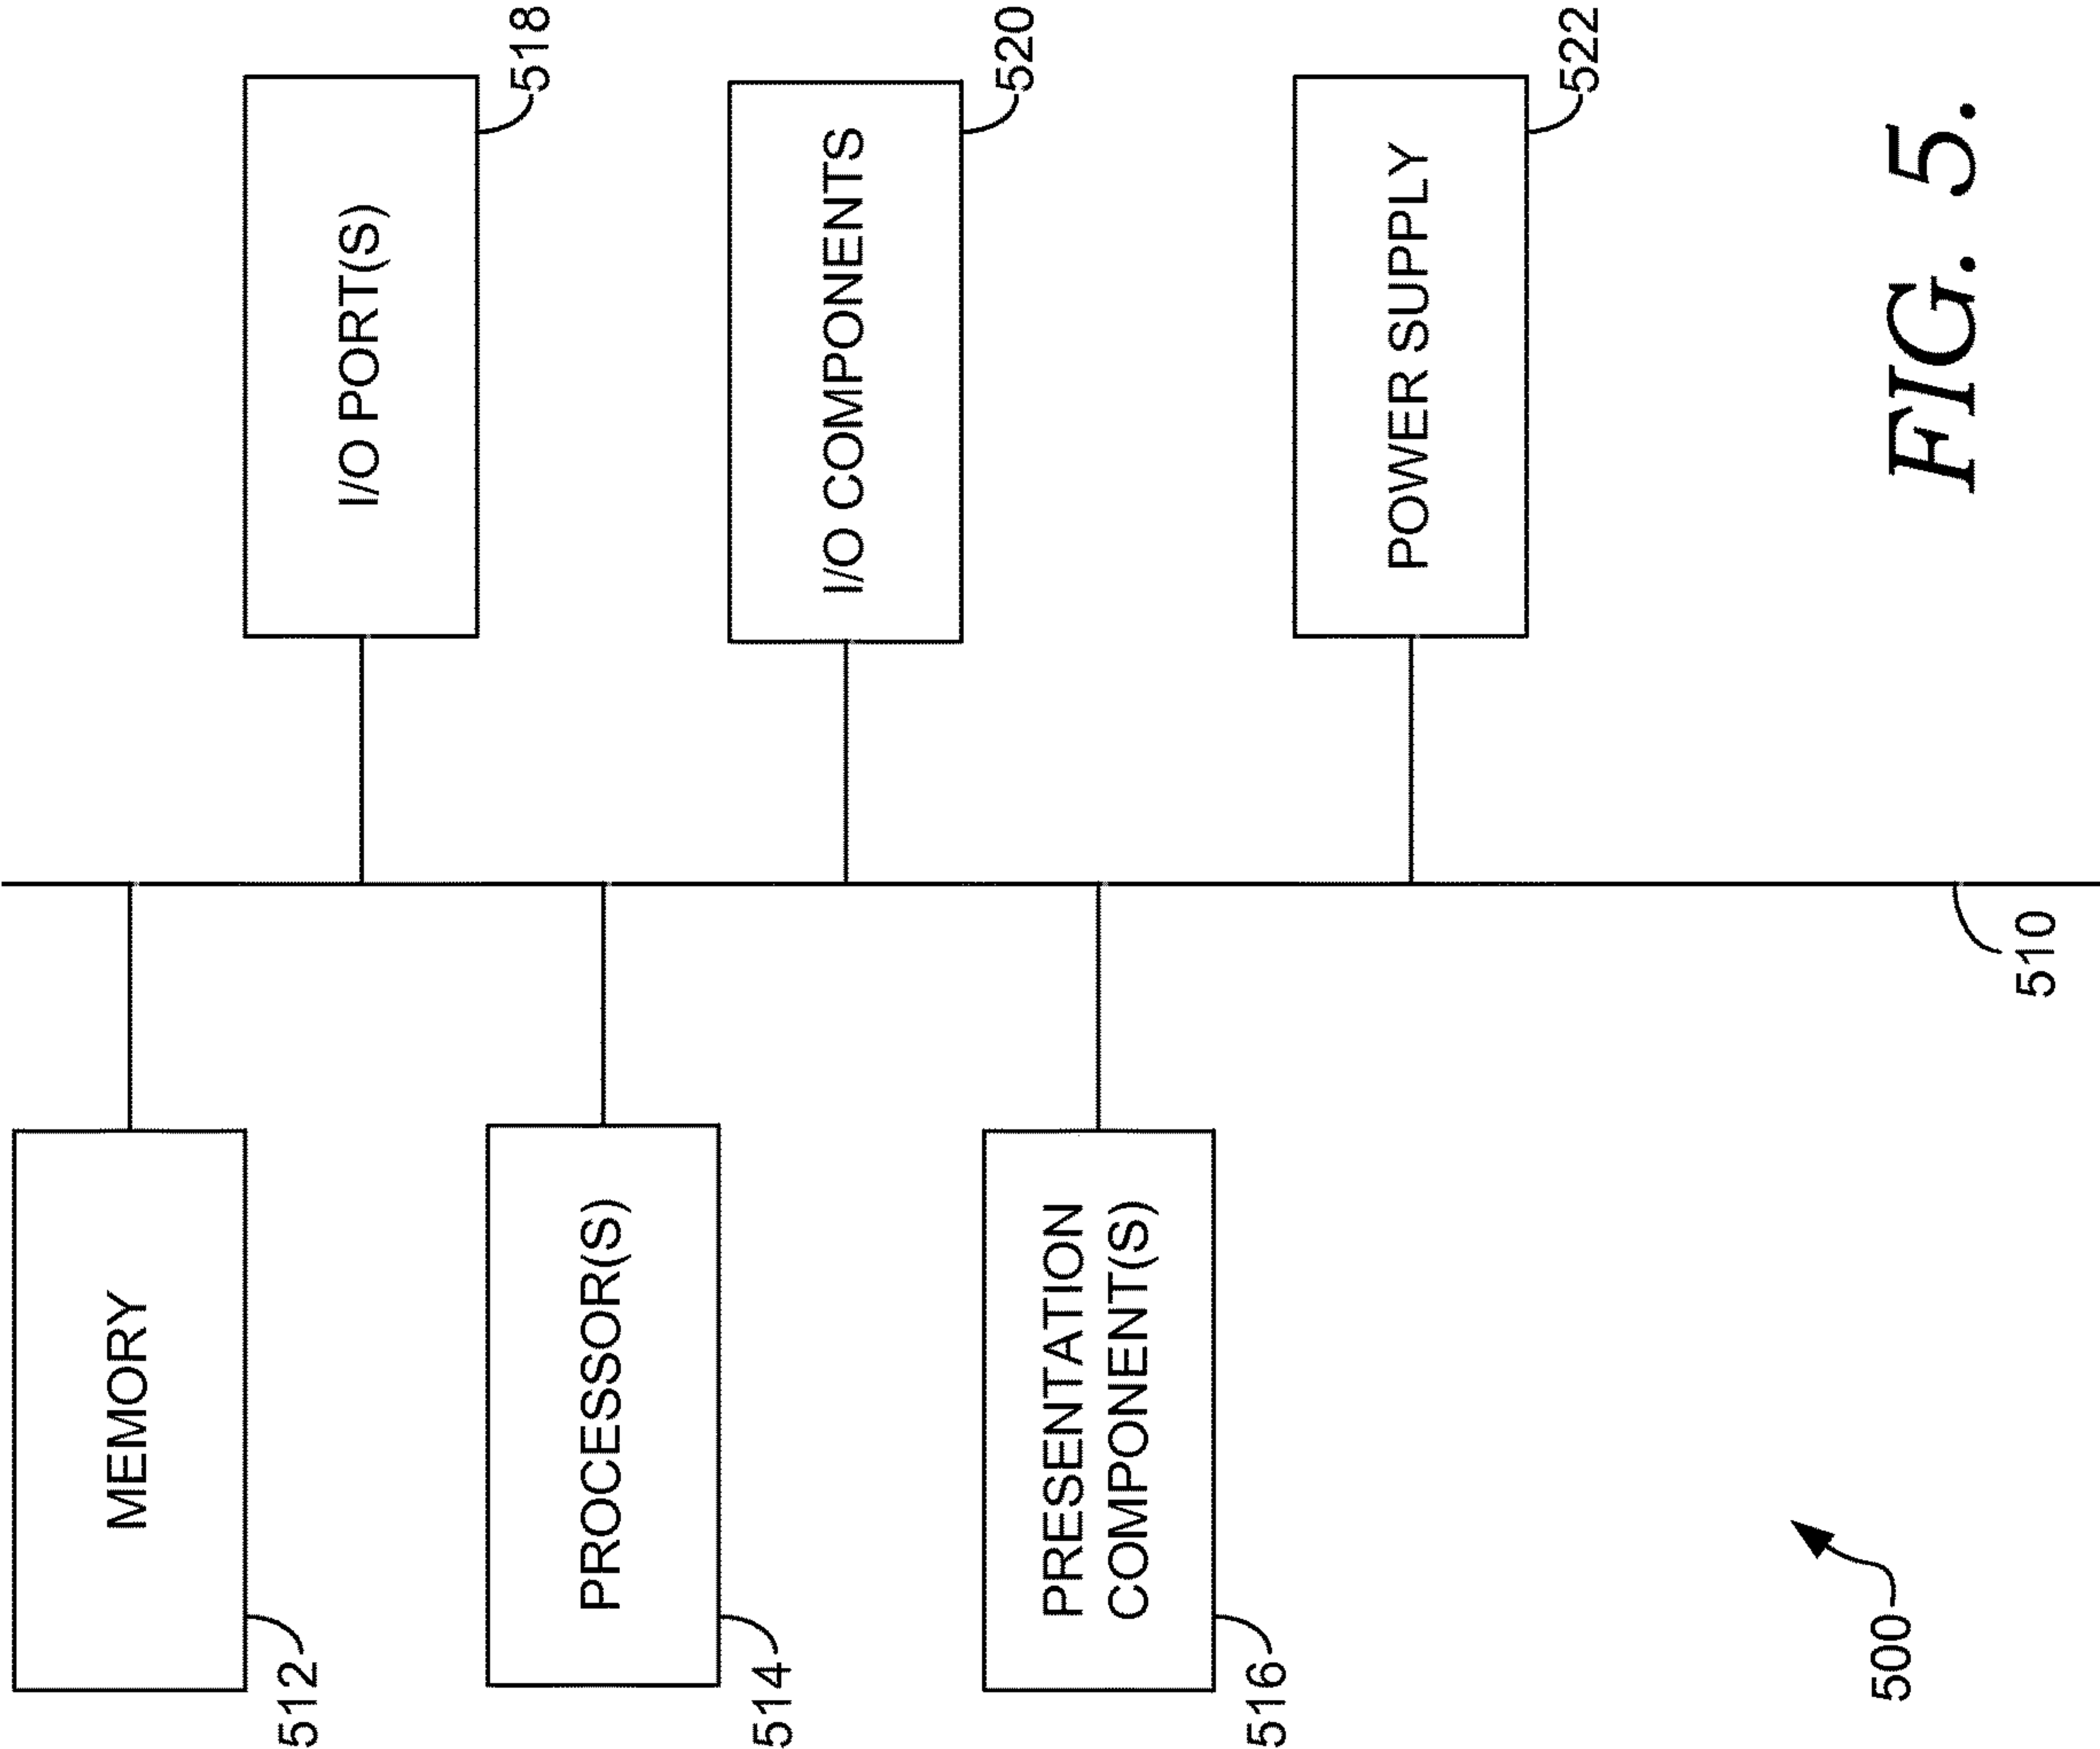 MEMORY
512
PROCESSOR(S)
514
PRESENTATION
COMPONENT(S)
516
I/O PORT(S)
518
I/O COMPONENTS
520
POWER SUPPLY
522
510
500
FIG. 5.